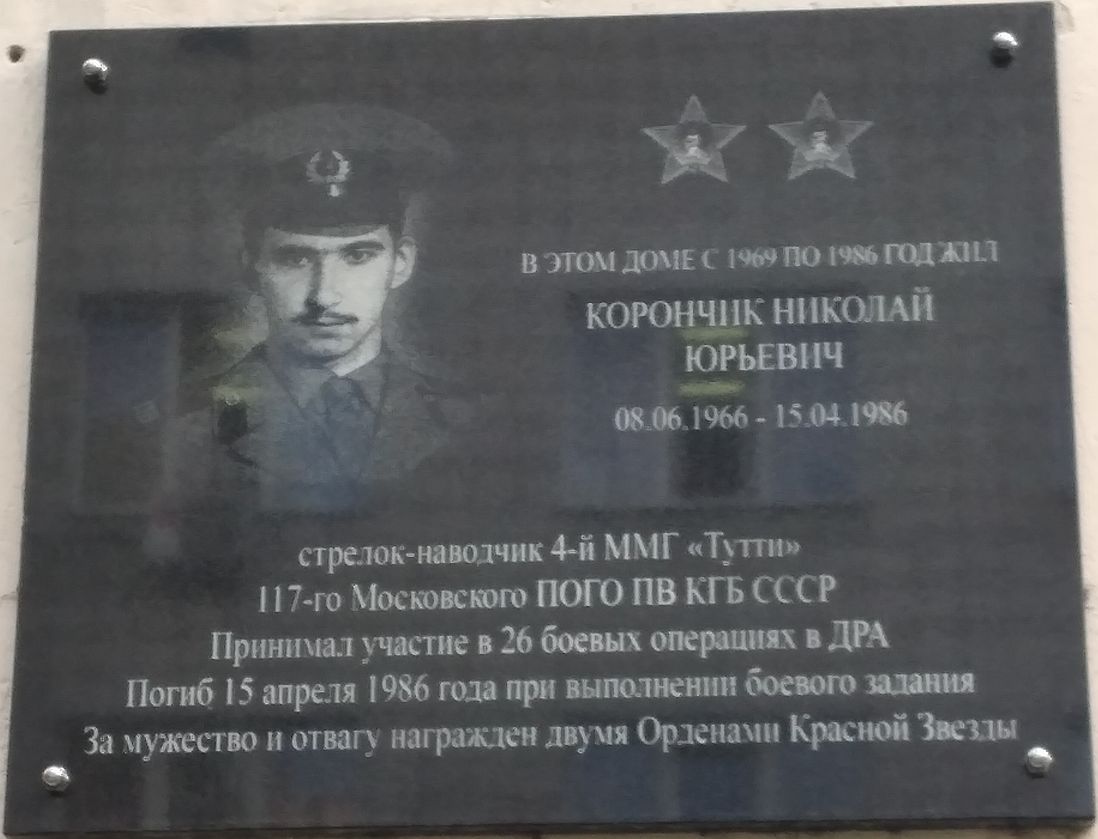 В ЭТОМ ДОМЕ С 1969 ПО 1986 ГОД ЖИЛ
КОРОНЧИК НИКОЛАЙ
ЮРЬЕВИЧ
08.06.1966 - 15.04.1986
стрелок-наводчик 4-й ММГ «Тутти»
117-го Московского ПОГО ПВ КГБ СССР
Принимал участие в 26 боевых операциях в ДРА
Погиб 15 апреля 1986 года при выполнении боевого задания
За мужество и отвагу награжден двумя Орденами Красной Звезды